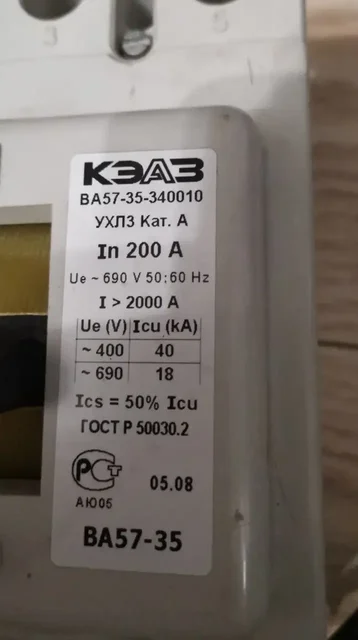 КЭАЗ
ВА57-35-340010
УХЛ3 Кат. А
In 200 A
Ue ~ 690 V 50;60 Hz
I > 2000 A
Ue (V) Icu (kA)
~ 400 40
~ 690 18
Ics = 50% Icu
ГОСТ Р 50030.2
РСТ 05.08
АЮ05
ВА57-35